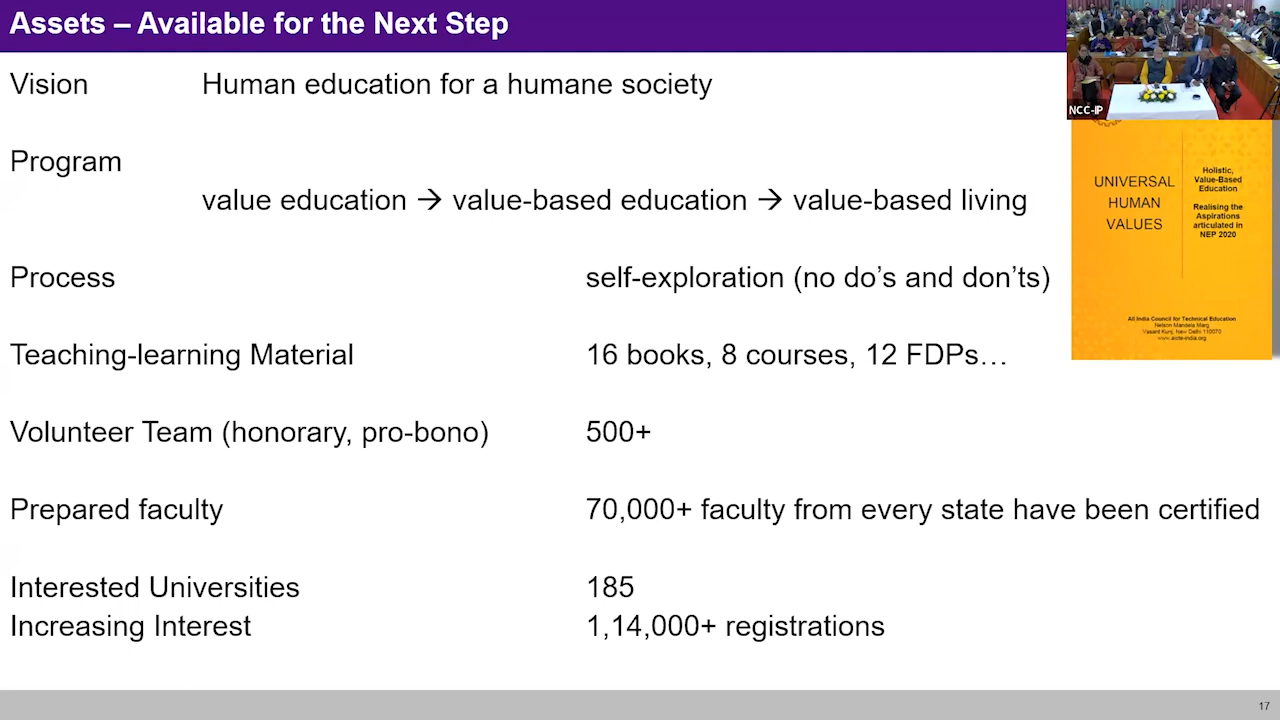 Assets – Available for the Next Step
Vision Human education for a humane society
Program
value education → value-based education → value-based living
Process self-exploration (no do’s and don’ts)
Teaching-learning Material 16 books, 8 courses, 12 FDPs…
Volunteer Team (honorary, pro-bono) 500+
Prepared faculty 70,000+ faculty from every state have been certified
Interested Universities 185
Increasing Interest 1,14,000+ registrations
NCC-IP
UNIVERSAL
HUMAN
VALUES
Holistic,
Value-Based
Education
Realising the
Aspirations
articulated in
NEP 2020
All India Council for Technical Education
Nelson Mandela Marg
Vasant Kunj, New Delhi 110070
www.aicte-india.org
17